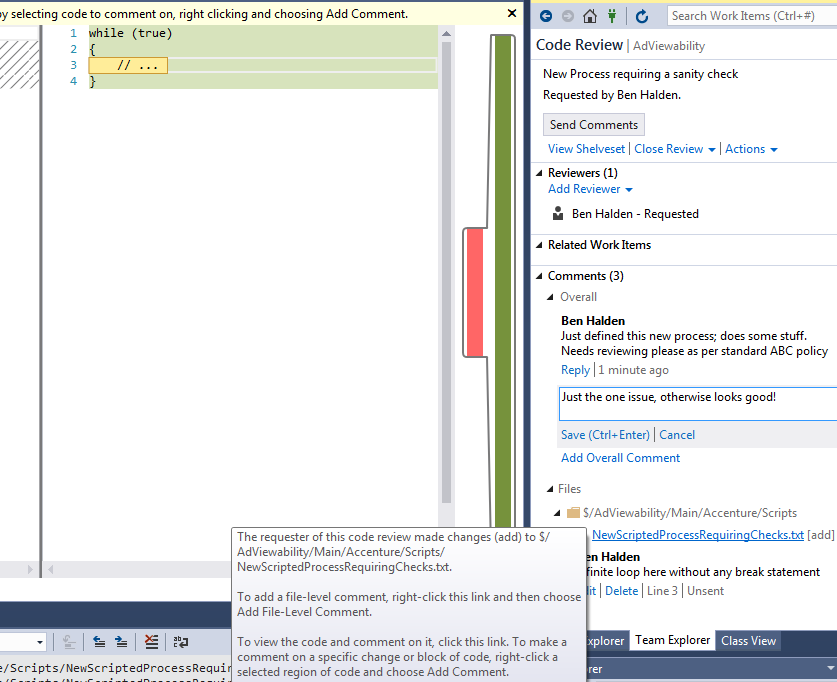 by selecting code to comment on, right clicking and choosing Add Comment.
1 while (true)
2 {
3 // ...
4 }
Search Work Items (Ctrl+#)
Code Review | AdViewability
New Process requiring a sanity check
Requested by Ben Halden.
Send Comments
View Shelveset | Close Review | Actions
Reviewers (1)
Add Reviewer
Ben Halden - Requested
Related Work Items
Comments (3)
Overall
Ben Halden
Just defined this new process; does some stuff.
Needs reviewing please as per standard ABC policy
Reply | 1 minute ago
Just the one issue, otherwise looks good!
Save (Ctrl+Enter) | Cancel
Add Overall Comment
Files
$/AdViewability/Main/Accenture/Scripts
NewScriptedProcessRequiringChecks.txt [add]
en Halden
finite loop here without any break statement
it | Delete | Line 3 | Unsent
The requester of this code review made changes (add) to $/
AdViewability/Main/Accenture/Scripts/
NewScriptedProcessRequiringChecks.txt.
To add a file-level comment, right-click this link and then choose
Add File-Level Comment.
To view the code and comment on it, click this link. To make a
comment on a specific change or block of code, right-click a
selected region of code and choose Add Comment.
xplorer Team Explorer Class View
rer
e/Scripts/NewScriptedProcessRequir